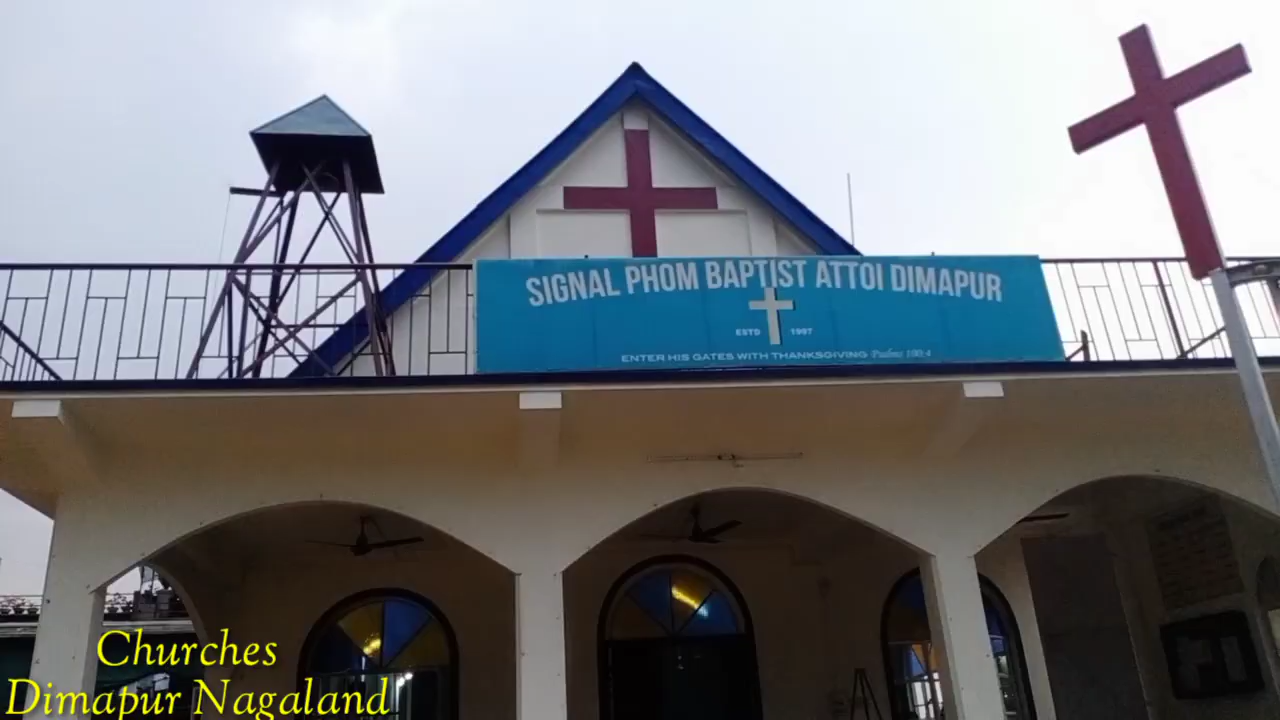 SIGNAL PHOM BAPTIST ATTOI DIMAPUR
ESTD 1997
ENTER HIS GATES WITH THANKSGIVING Psalms 100:4
Churches
Dimapur Nagaland